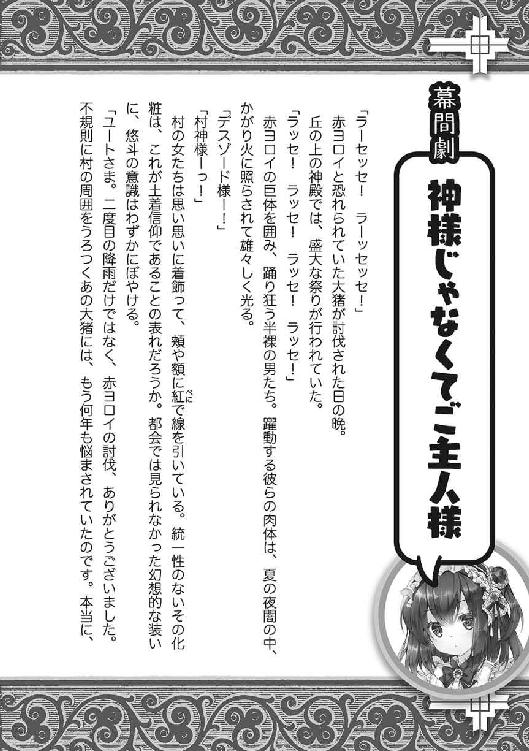 幕間劇
神様じゃなくてご主人様
「ラーセッセ！　ラーッセッセ！」
赤ヨロイと恐れられていた大猪が討伐された日の晩。
丘の上の神殿では、盛大な祭りが行われていた。
「ラッセ！　ラッセ！　ラッセ！　ラッセ！」
赤ヨロイの巨体を囲み、踊り狂う半裸の男たち。躍動する彼らの肉体は、夏の夜闇の中、
かがり火に照らされて雄々しく光る。
「デスゾード様ー！」
「村神様ーっ！」
村の女たちは思い思いに着飾って、頬や額に紅で線を引いている。統一性のないその化
べに
粧は、これが土着信仰であることの表れだろうか。都会では見られなかった幻想的な装い
に、悠斗の意識はわずかにぼやける。
「ユートさま。二度目の降雨だけではなく、赤ヨロイの討伐、ありがとうございました。
不規則に村の周囲をうろつくあの大猪には、もう何年も悩まされていたのです。本当に、